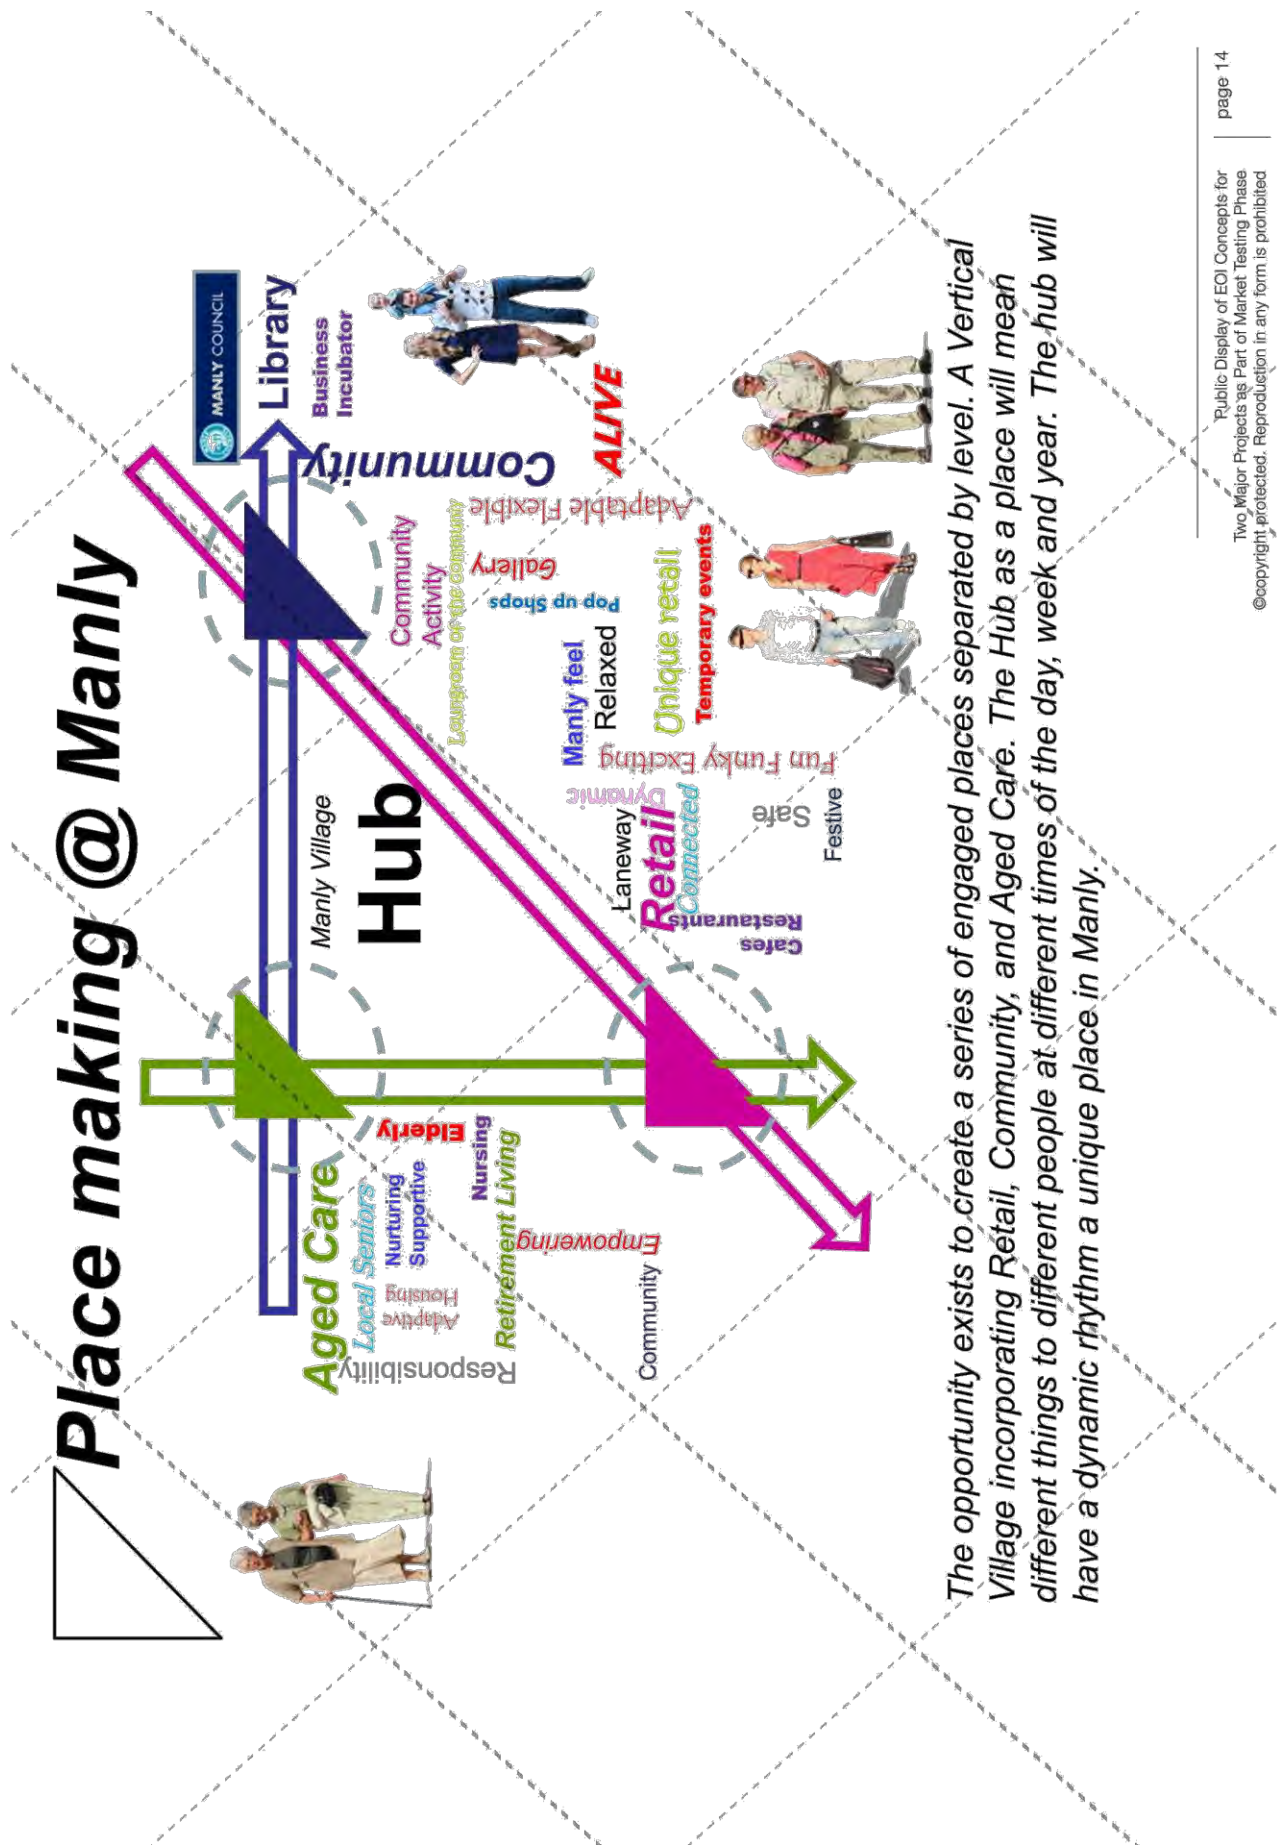 Place making @ Manly
MANLY COUNCIL
Library
Business
Incubator
Community
ALIVE
Manly Village
Hub
Aged Care
Local Seniors
Nurturing
Supportive
Elderly
Adaptive
Housing
Responsibility
Nursing
Retirement Living
Empowering
Community
Community
Activity
Loungroom of the community
Gallery
Adaptable Flexible
Pop up Shops
Manly feel
Relaxed
Unique retail
Temporary events
Fun Funky Exciting
Dynamic
Laneway
Retail
Connected
Restaurants
Cafes
Safe
Festive
The opportunity exists to create a series of engaged places separated by level. A Vertical
Village incorporating Retail, Community, and Aged Care. The Hub as a place will mean
different things to different people at different times of the day, week and year. The hub will
have a dynamic rhythm a unique place in Manly.
Public Display of EOI Concepts for
Two Major Projects as Part of Market Testing Phase
©copyright protected. Reproduction in any form is prohibited
page 14